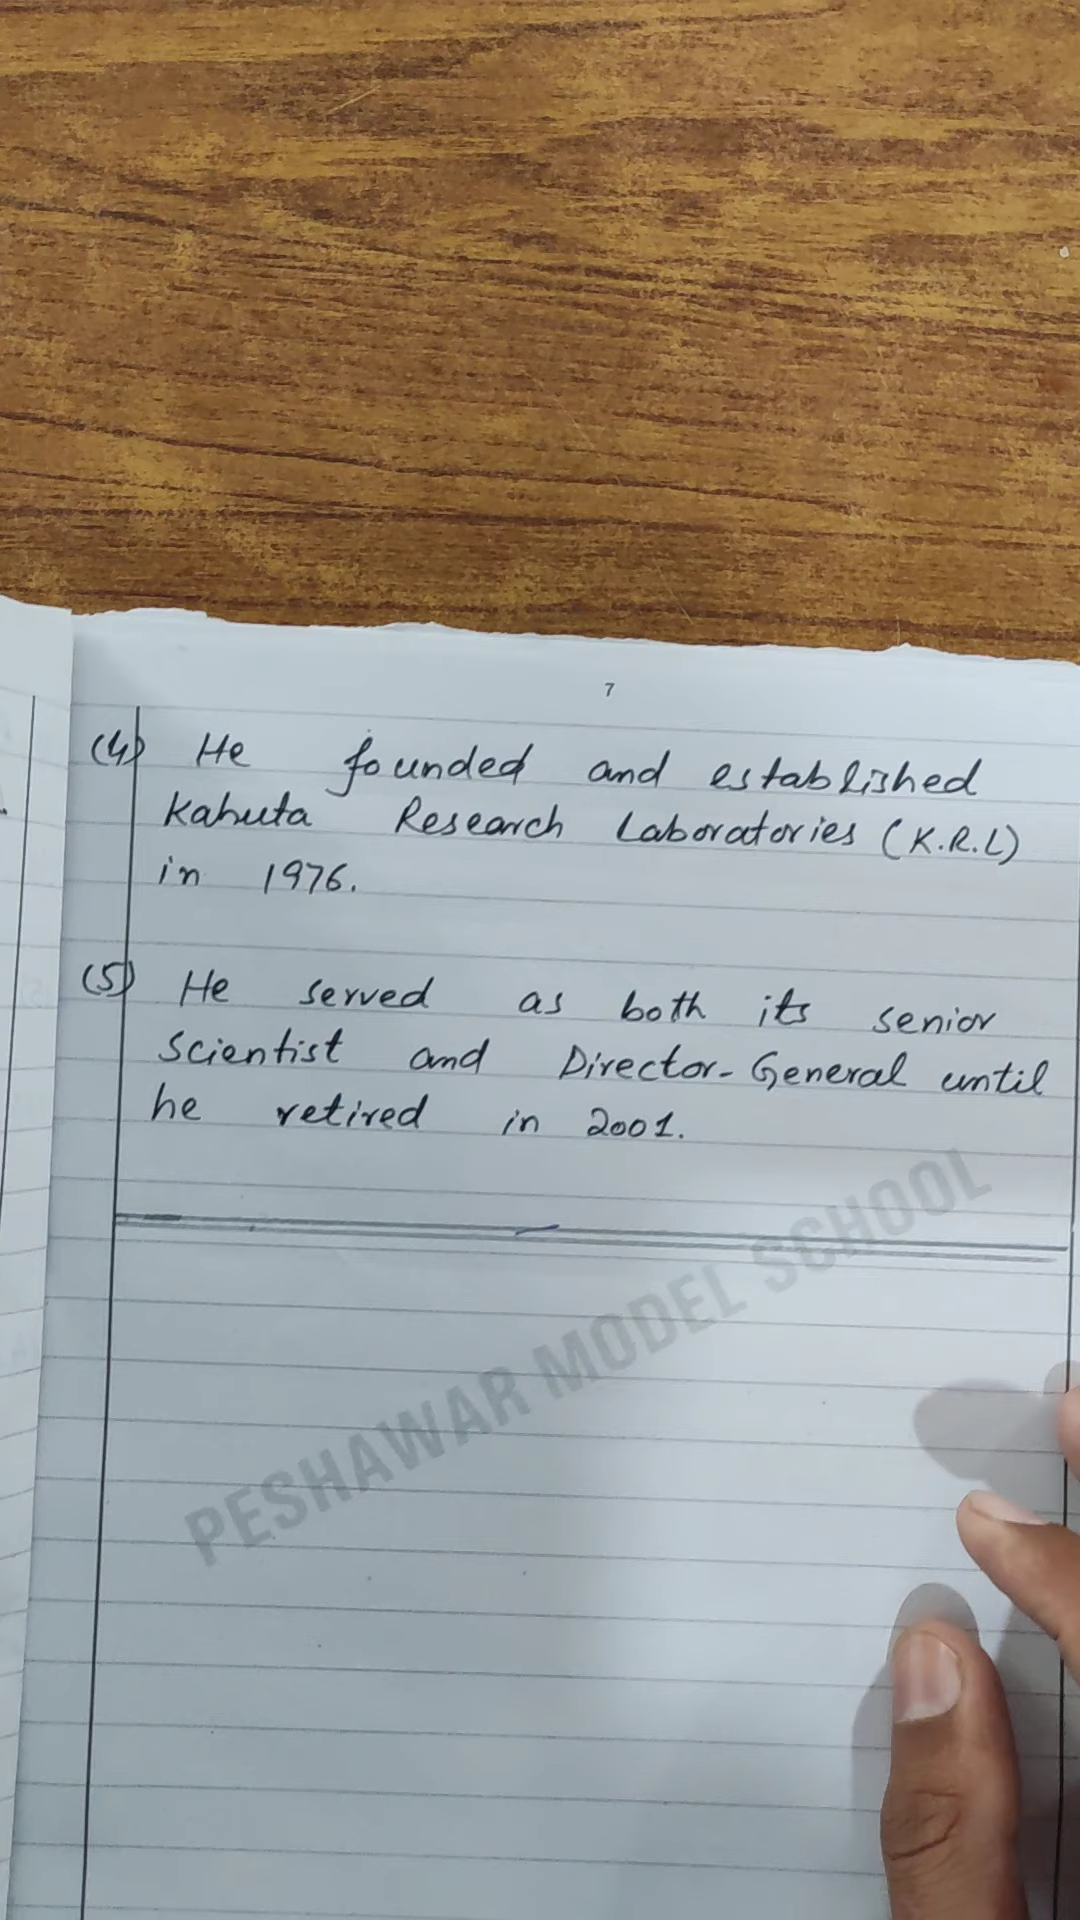 7
(4) He founded and established
Kahuta Research Laboratories (K.R.L)
in 1976.
(5) He served as both its senior
Scientist and Director-General until
he retired in 2001.
PESHAWAR MODEL SCHOOL